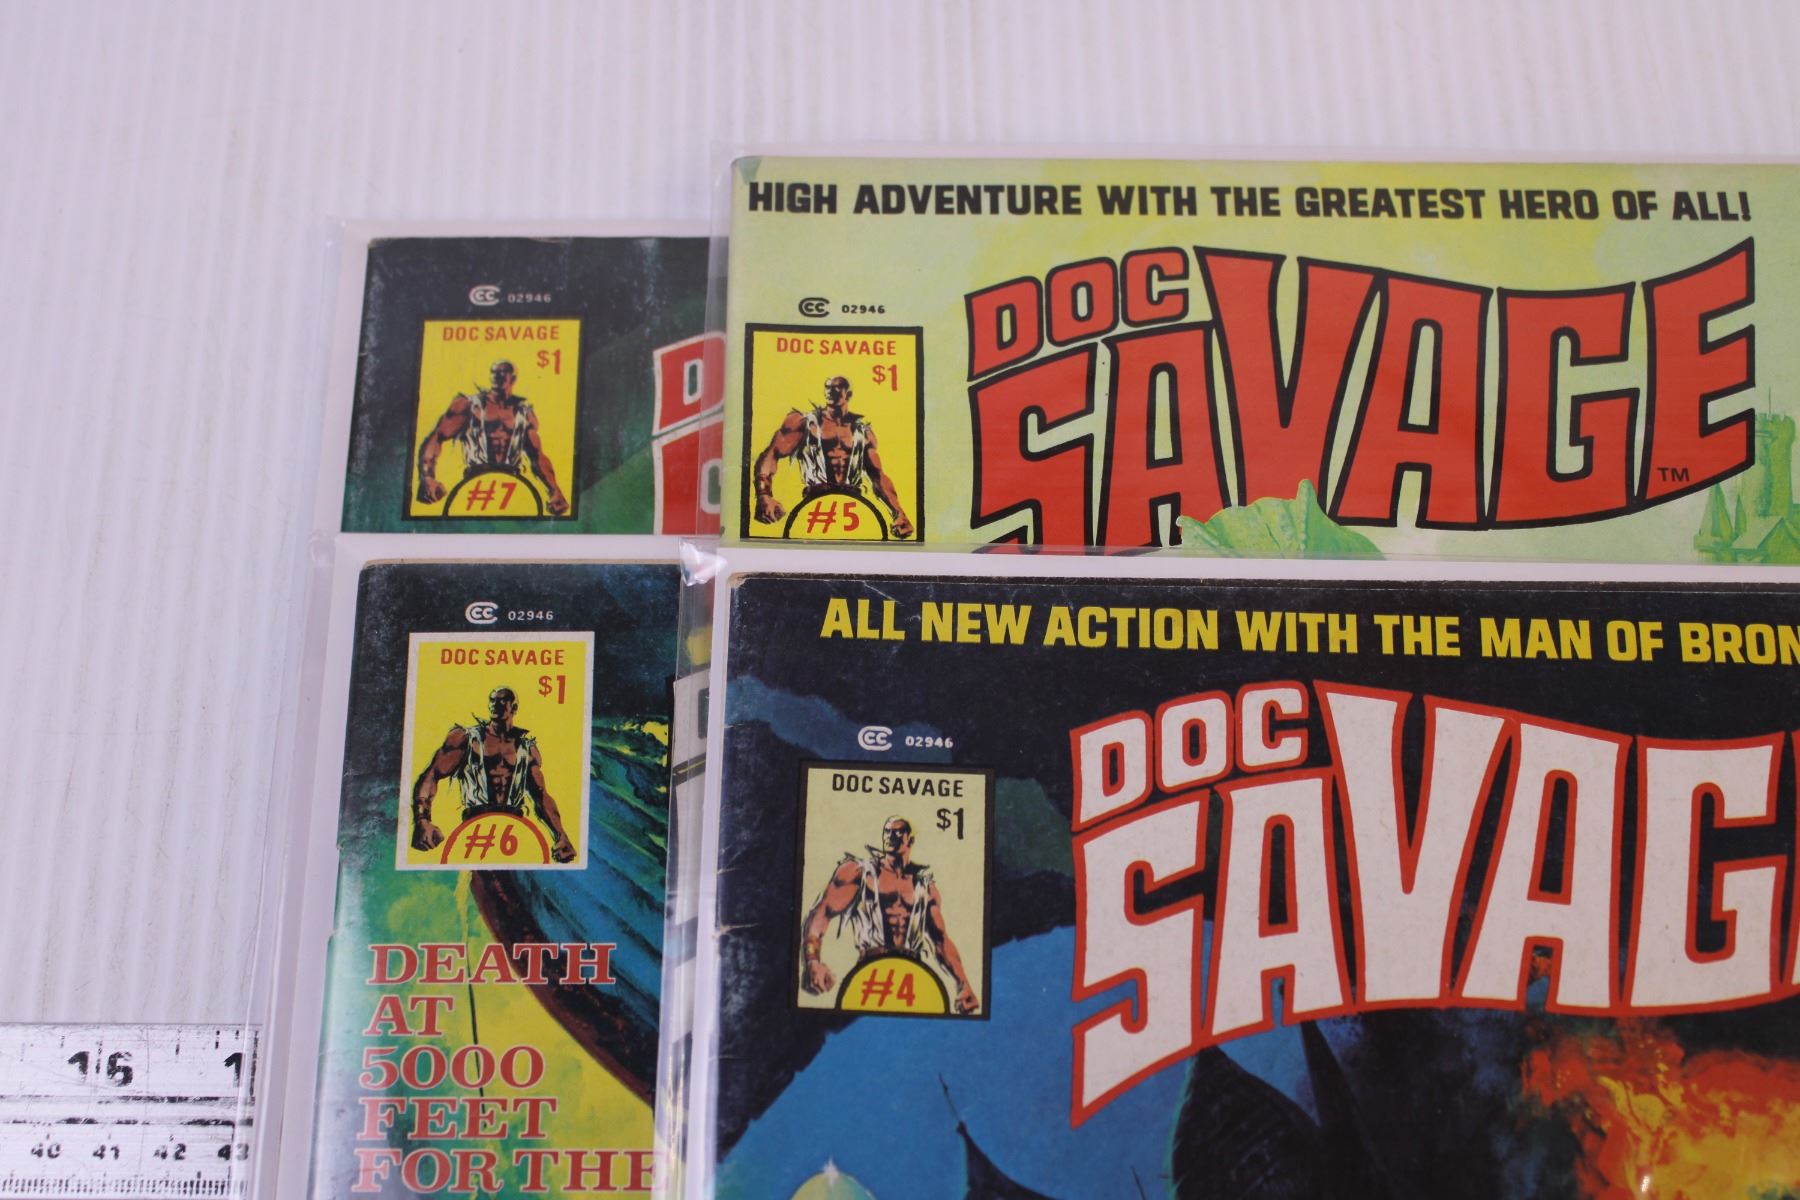 CC 02946
DOC SAVAGE
$1
#7
HIGH ADVENTURE WITH THE GREATEST HERO OF ALL!
CC 02946
DOC SAVAGE
$1
#5
DOC
SAVAGE
TM
CC 02946
DOC SAVAGE
$1
#6
DEATH
AT
5000
FEET
FOR THE
ALL NEW ACTION WITH THE MAN OF BRON
CC 02946
DOC SAVAGE
$1
#4
DOC
SAVAG
16 1
40 41 42 43